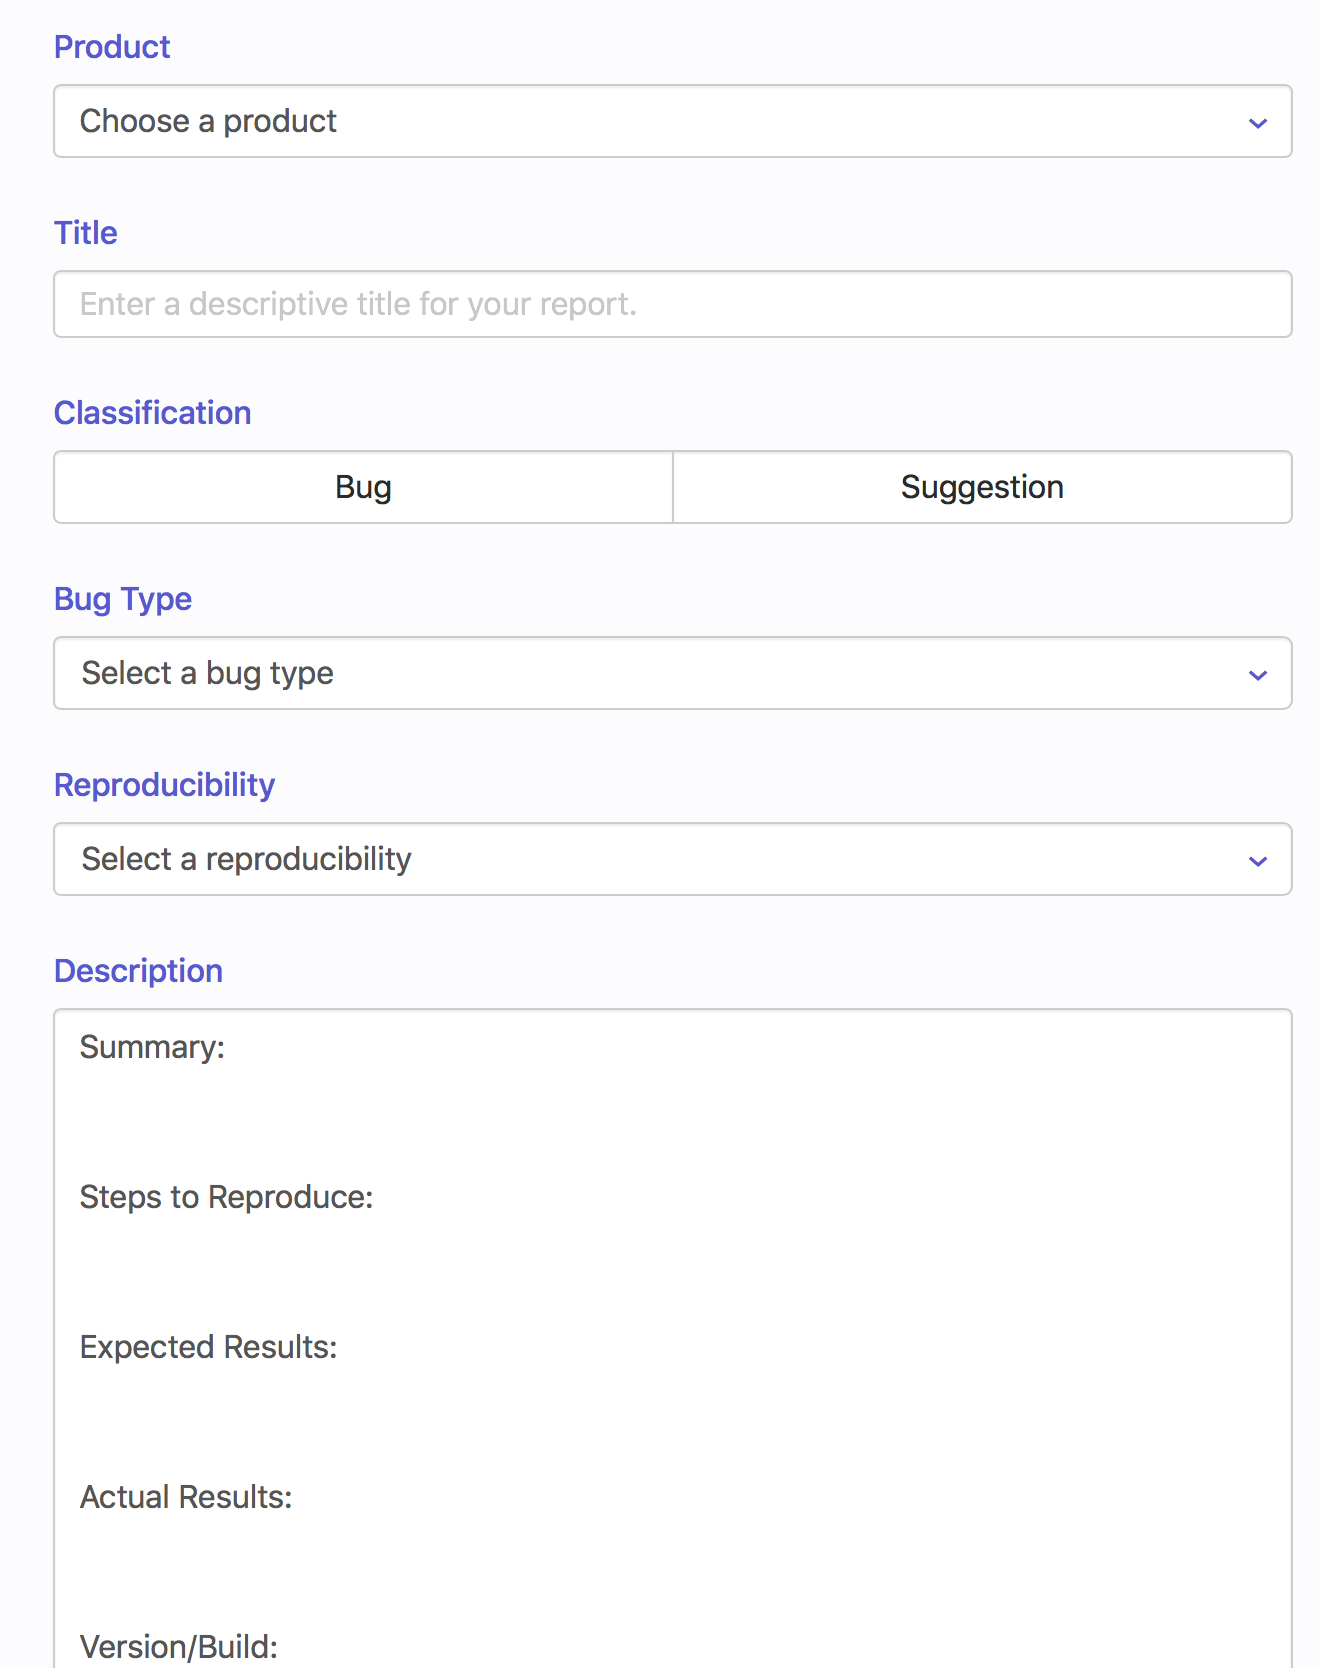 Product
Choose a product
Title
Enter a descriptive title for your report.
Classification
Bug
Suggestion
Bug Type
Select a bug type
Reproducibility
Select a reproducibility
Description
Summary:
Steps to Reproduce:
Expected Results:
Actual Results:
Version/Build: